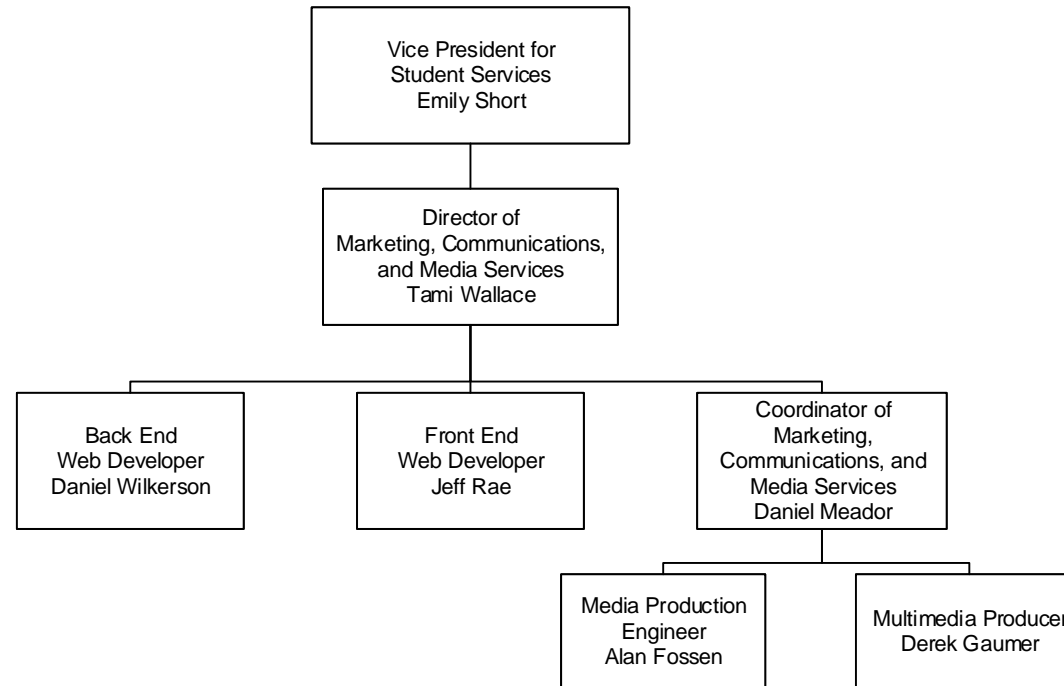 Vice President for
Student Services
Emily Short
Director of
Marketing, Communications,
and Media Services
Tami Wallace
Back End
Web Developer
Daniel Wilkerson
Front End
Web Developer
Jeff Rae
Coordinator of
Marketing,
Communications, and
Media Services
Daniel Meador
Media Production
Engineer
Alan Fossen
Multimedia Producer
Derek Gaumer